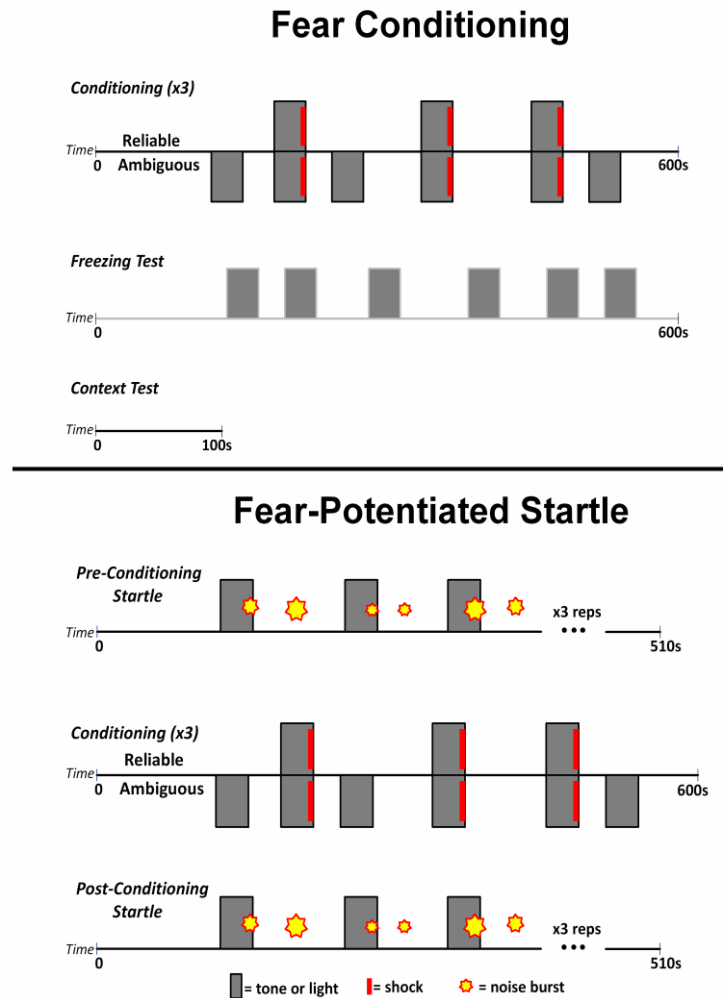 Fear Conditioning
Conditioning (x3)
Reliable
Time
0 Ambiguous 600s
Freezing Test
Time
0 600s
Context Test
Time
0 100s
Fear-Potentiated Startle
Pre-Conditioning
Startle
x3 reps
...
Time
0 510s
Conditioning (x3)
Reliable
Time
0 Ambiguous 600s
Post-Conditioning
Startle
x3 reps
...
Time
0 510s
= tone or light = shock = noise burst